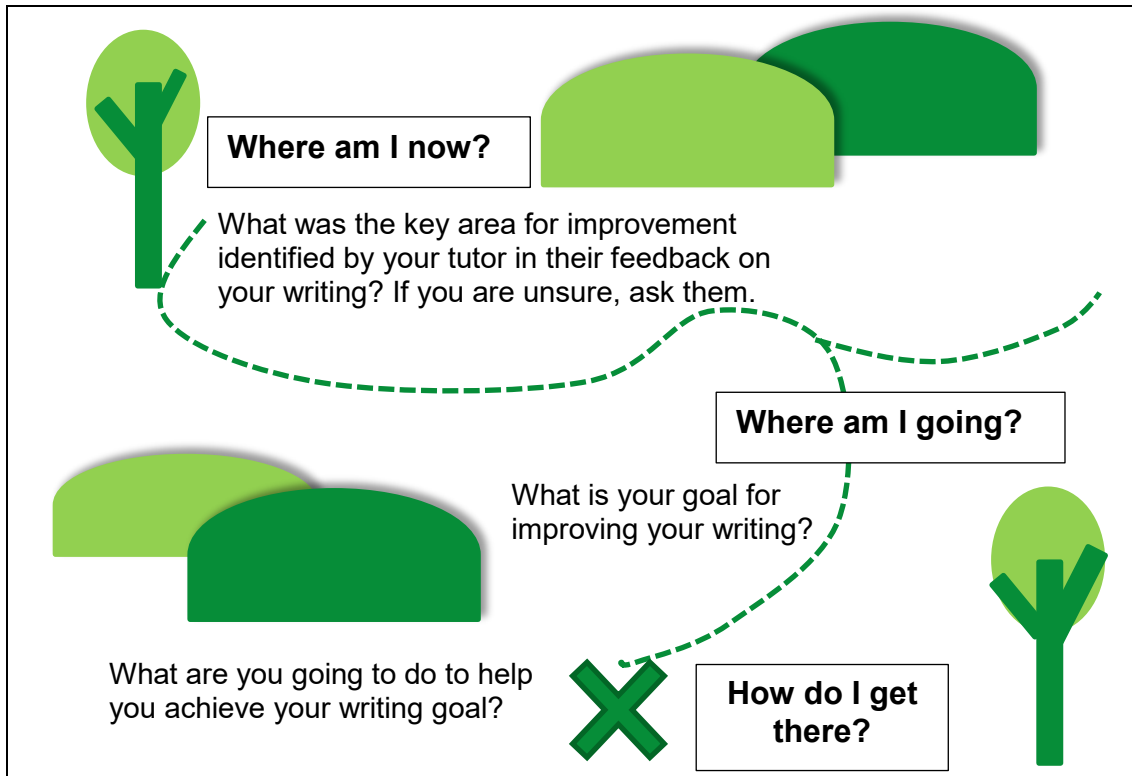 Where am I now?
What was the key area for improvement
identified by your tutor in their feedback on
your writing? If you are unsure, ask them.
Where am I going?
What is your goal for
improving your writing?
What are you going to do to help
you achieve your writing goal?
How do I get
there?